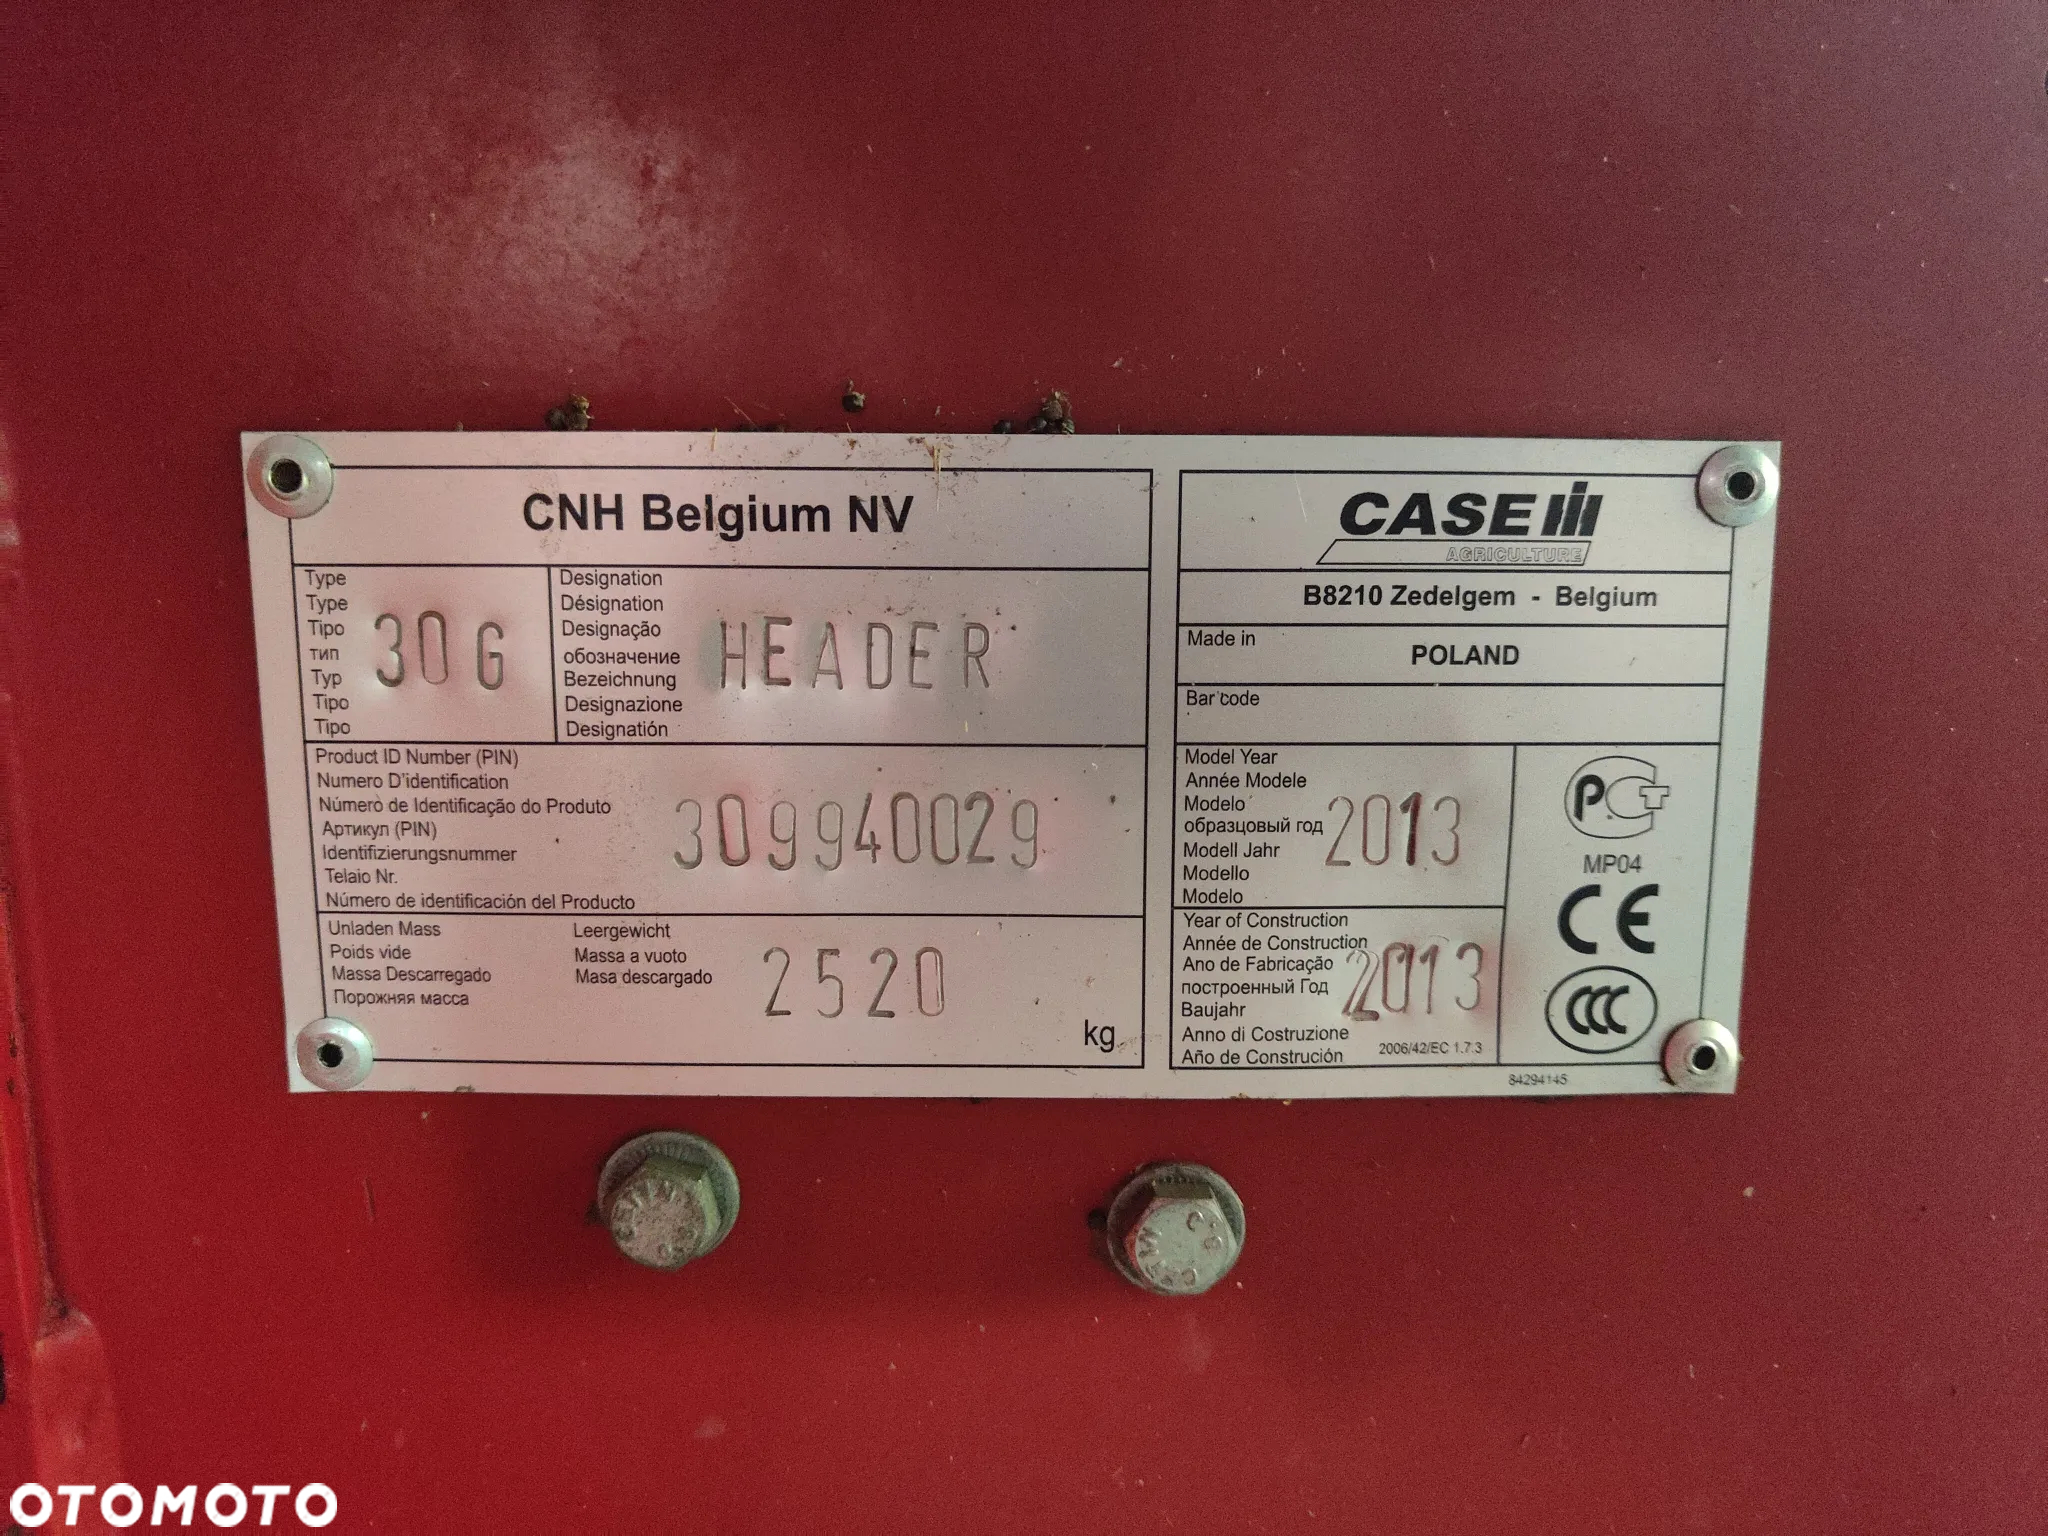 CNH Belgium NV
Type
Type
Tipo
тип
Typ
Tipo
Tipo
30G
Designation
Désignation
Designação
обозначение
Bezeichnung
Designazione
Designatión
HEADER
Product ID Number (PIN)
Numero D'identification
Número de Identificação do Produto
Артикул (PIN)
Identifizierungsnummer
Telaio Nr.
Número de identificación del Producto
309940029
Unladen Mass
Poids vide
Massa Descarregado
Порожняя масса
Leergewicht
Massa a vuoto
Masa descargado
2520
kg
CASE IH
AGRICULTURE
B8210 Zedelgem - Belgium
Made in
POLAND
Bar code
Model Year
Année Modele
Modelo
образцовый год
Modell Jahr
Modello
Modelo
2013
Year of Construction
Année de Construction
Ano de Fabricação
построенный Год
Baujahr
Anno di Costruzione
Año de Construción
2013
2006/42/EC 1.7.3
РСТ
MP04
CE
CCC
84294145
OTOMOTO